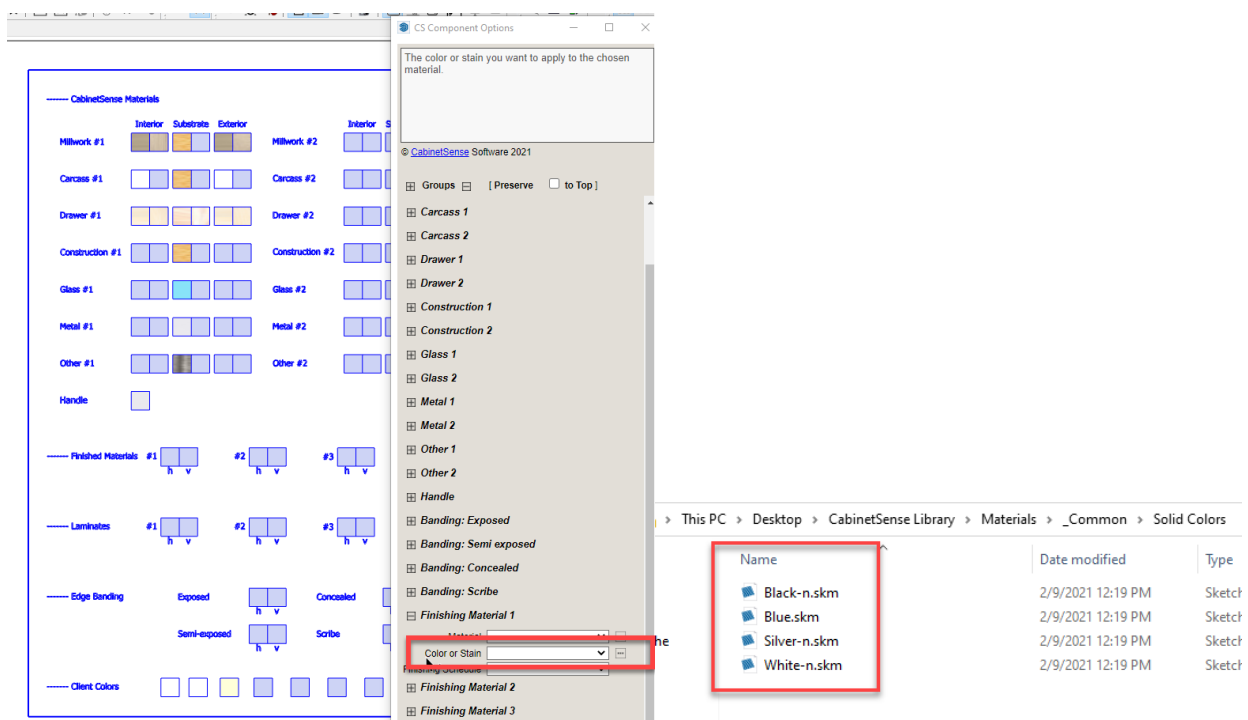 CS Component Options
The color or stain you want to apply to the chosen
material.
© CabinetSense Software 2021
Groups [ Preserve to Top ]
Carcass 1
Carcass 2
Drawer 1
Drawer 2
Construction 1
Construction 2
Glass 1
Glass 2
Metal 1
Metal 2
Other 1
Other 2
Handle
Banding: Exposed
Banding: Semi exposed
Banding: Concealed
Banding: Scribe
Finishing Material 1
Material
Color or Stain
Finishing Schedule
Finishing Material 2
Finishing Material 3
------- CabinetSense Materials
Interior Substrate Exterior Interior S
Millwork #1 Millwork #2
Carcass #1 Carcass #2
Drawer #1 Drawer #2
Construction #1 Construction #2
Glass #1 Glass #2
Metal #1 Metal #2
Other #1 Other #2
Handle
------- Finished Materials #1 #2 #3
h v h v h v
------- Laminates #1 #2 #3
h v h v h v
------- Edge Banding Exposed Concealed
h v
Semi-exposed Scribe
h v
------- Client Colors
> This PC > Desktop > CabinetSense Library > Materials > _Common > Solid Colors
Name Date modified Type
Black-n.skm 2/9/2021 12:19 PM Sketch
Blue.skm 2/9/2021 12:19 PM Sketch
Silver-n.skm 2/9/2021 12:19 PM Sketch
White-n.skm 2/9/2021 12:19 PM Sketch
he